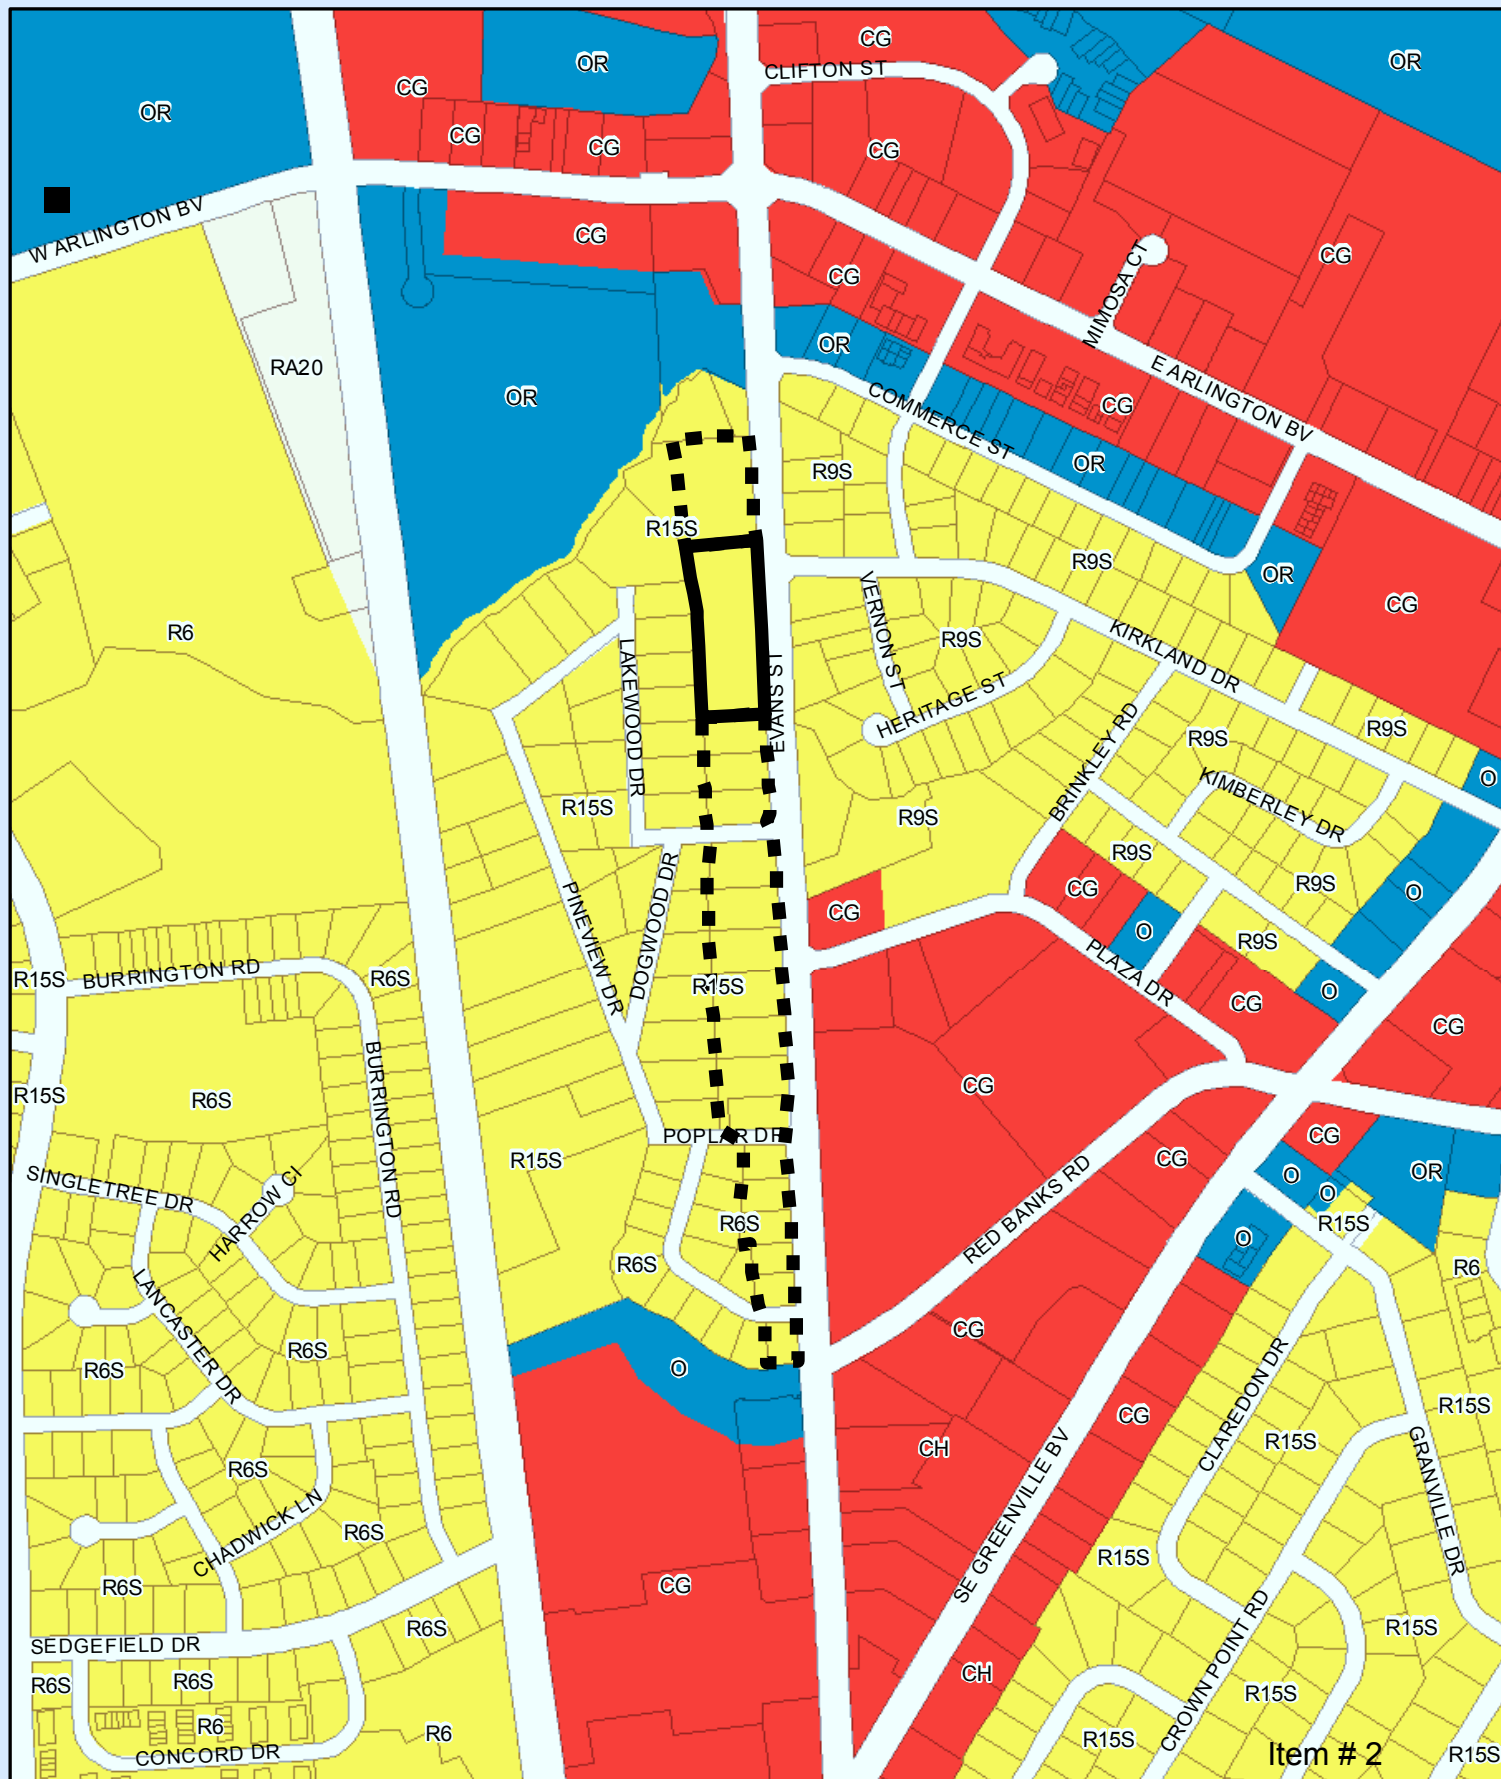 CG
OR
OR
CLIFTON ST
CG
OR
CG
CG
CG
W ARLINGTON BV
CG
CG
CG
MIMOSA CT
OR
RA20
E ARLINGTON BV
OR
COMMERCE ST
CG
R9S
OR
R15S
R9S
OR
CG
VERNON ST
R6
R9S
KIRKLAND DR
LAKEWOOD DR
EVANS ST
HERITAGE ST
R9S
R9S
BRINKLEY RD
O
KIMBERLEY DR
R15S
R9S
R9S
R9S
CG
O
CG
O
R9S
PINEVIEW DR
DOGWOOD DR
PLAZA DR
R15S
BURRINGTON RD
R6S
R15S
O
CG
CG
R15S
R6S
BURRINGTON RD
CG
POPLAR DR
CG
R15S
CG
OR
SINGLETREE DR
HARROW CI
O
O
RED BANKS RD
R6S
R15S
O
R6S
R6
LANCASTER DR
CG
R6S
R6S
O
CLAREDON DR
R15S
CG
R15S
CH
GRANVILLE DR
R6S
SE GREENVILLE BV
CHADWICK LN
R6S
R15S
R6S
CG
CROWN POINT RD
R6S
R15S
SEDGEFIELD DR
R6S
R6S
CH
R15S
R6
R6
R15S
CONCORD DR
Item # 2
R15S